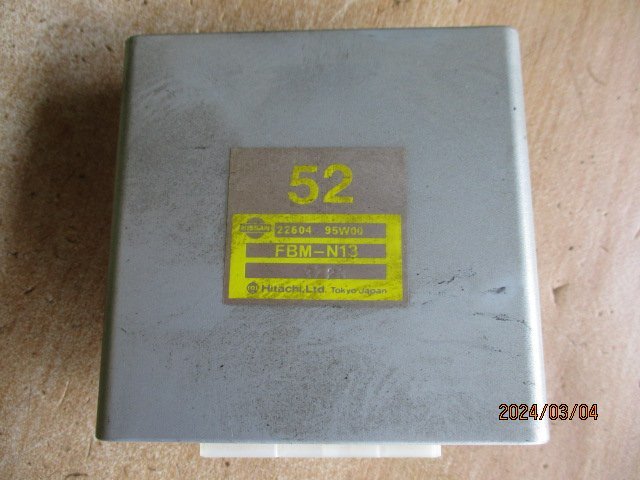 52
NISSAN 22604 95W00
FBM-N13
Hitachi, Ltd. Tokyo Japan
2024/03/04